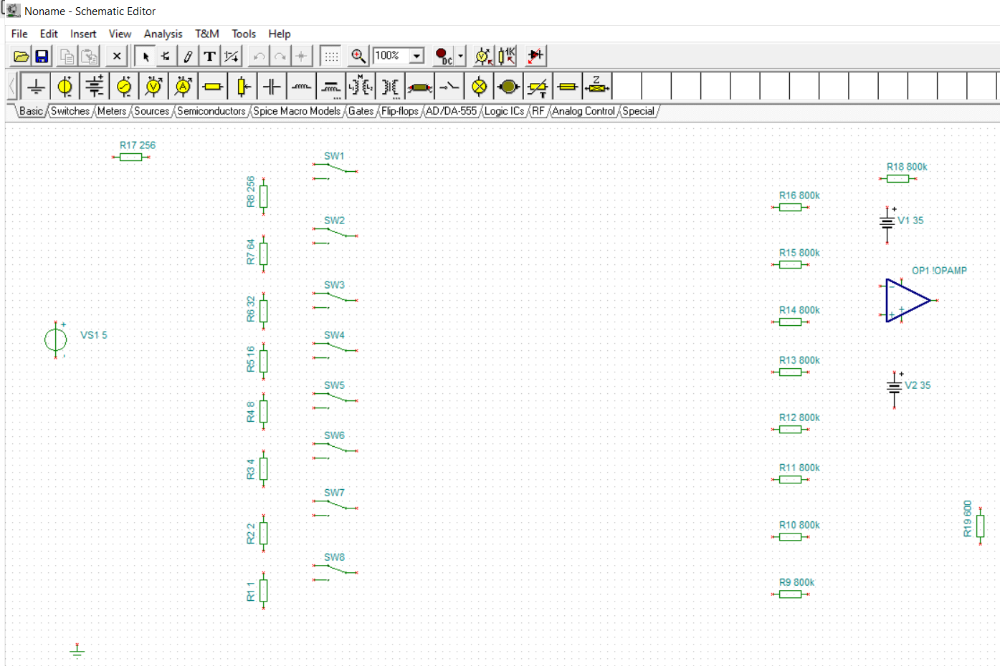 Noname - Schematic Editor
File Edit Insert View Analysis T&M Tools Help
T 100% DC 1K
V A M Z T
Basic Switches Meters Sources Semiconductors Spice Macro Models Gates Flip-flops AD/DA-555 Logic ICs RF Analog Control Special
R17 256
SW1
R18 800k
R8 256
R16 800k
SW2
V1 35
R7 64
R15 800k
OP1 !OPAMP
SW3
R6 32
R14 800k
VS1 5
SW4
R5 16
R13 800k
SW5
V2 35
R4 8
R12 800k
SW6
R3 4
R11 800k
SW7
R2 2
R10 800k
R19 600
SW8
R1 1
R9 800k